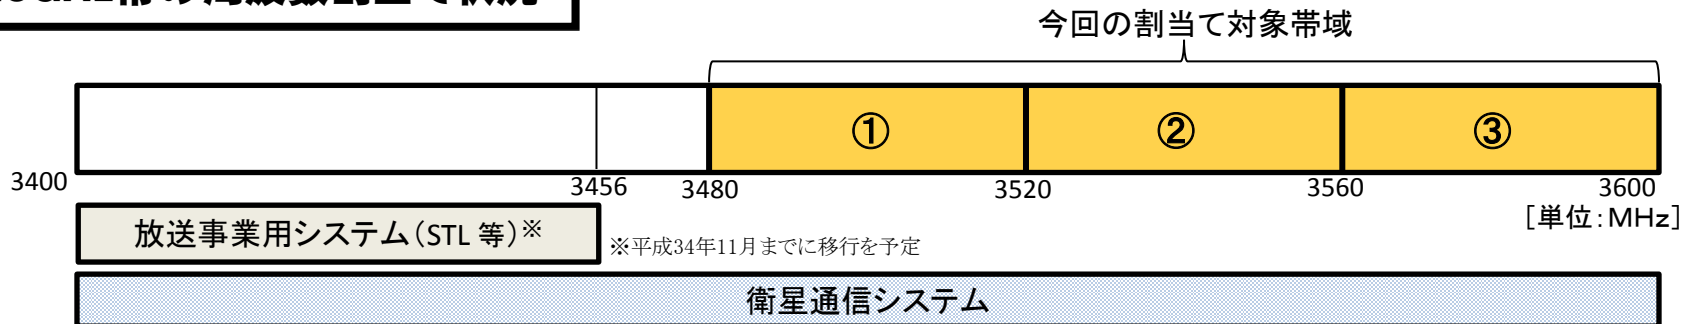 今回の割当て対象帯域
① ② ③
3400 3456 3480 3520 3560 3600
[単位:MHz]
放送事業用システム(STL 等)※
※平成34年11月までに移行を予定
衛星通信システム